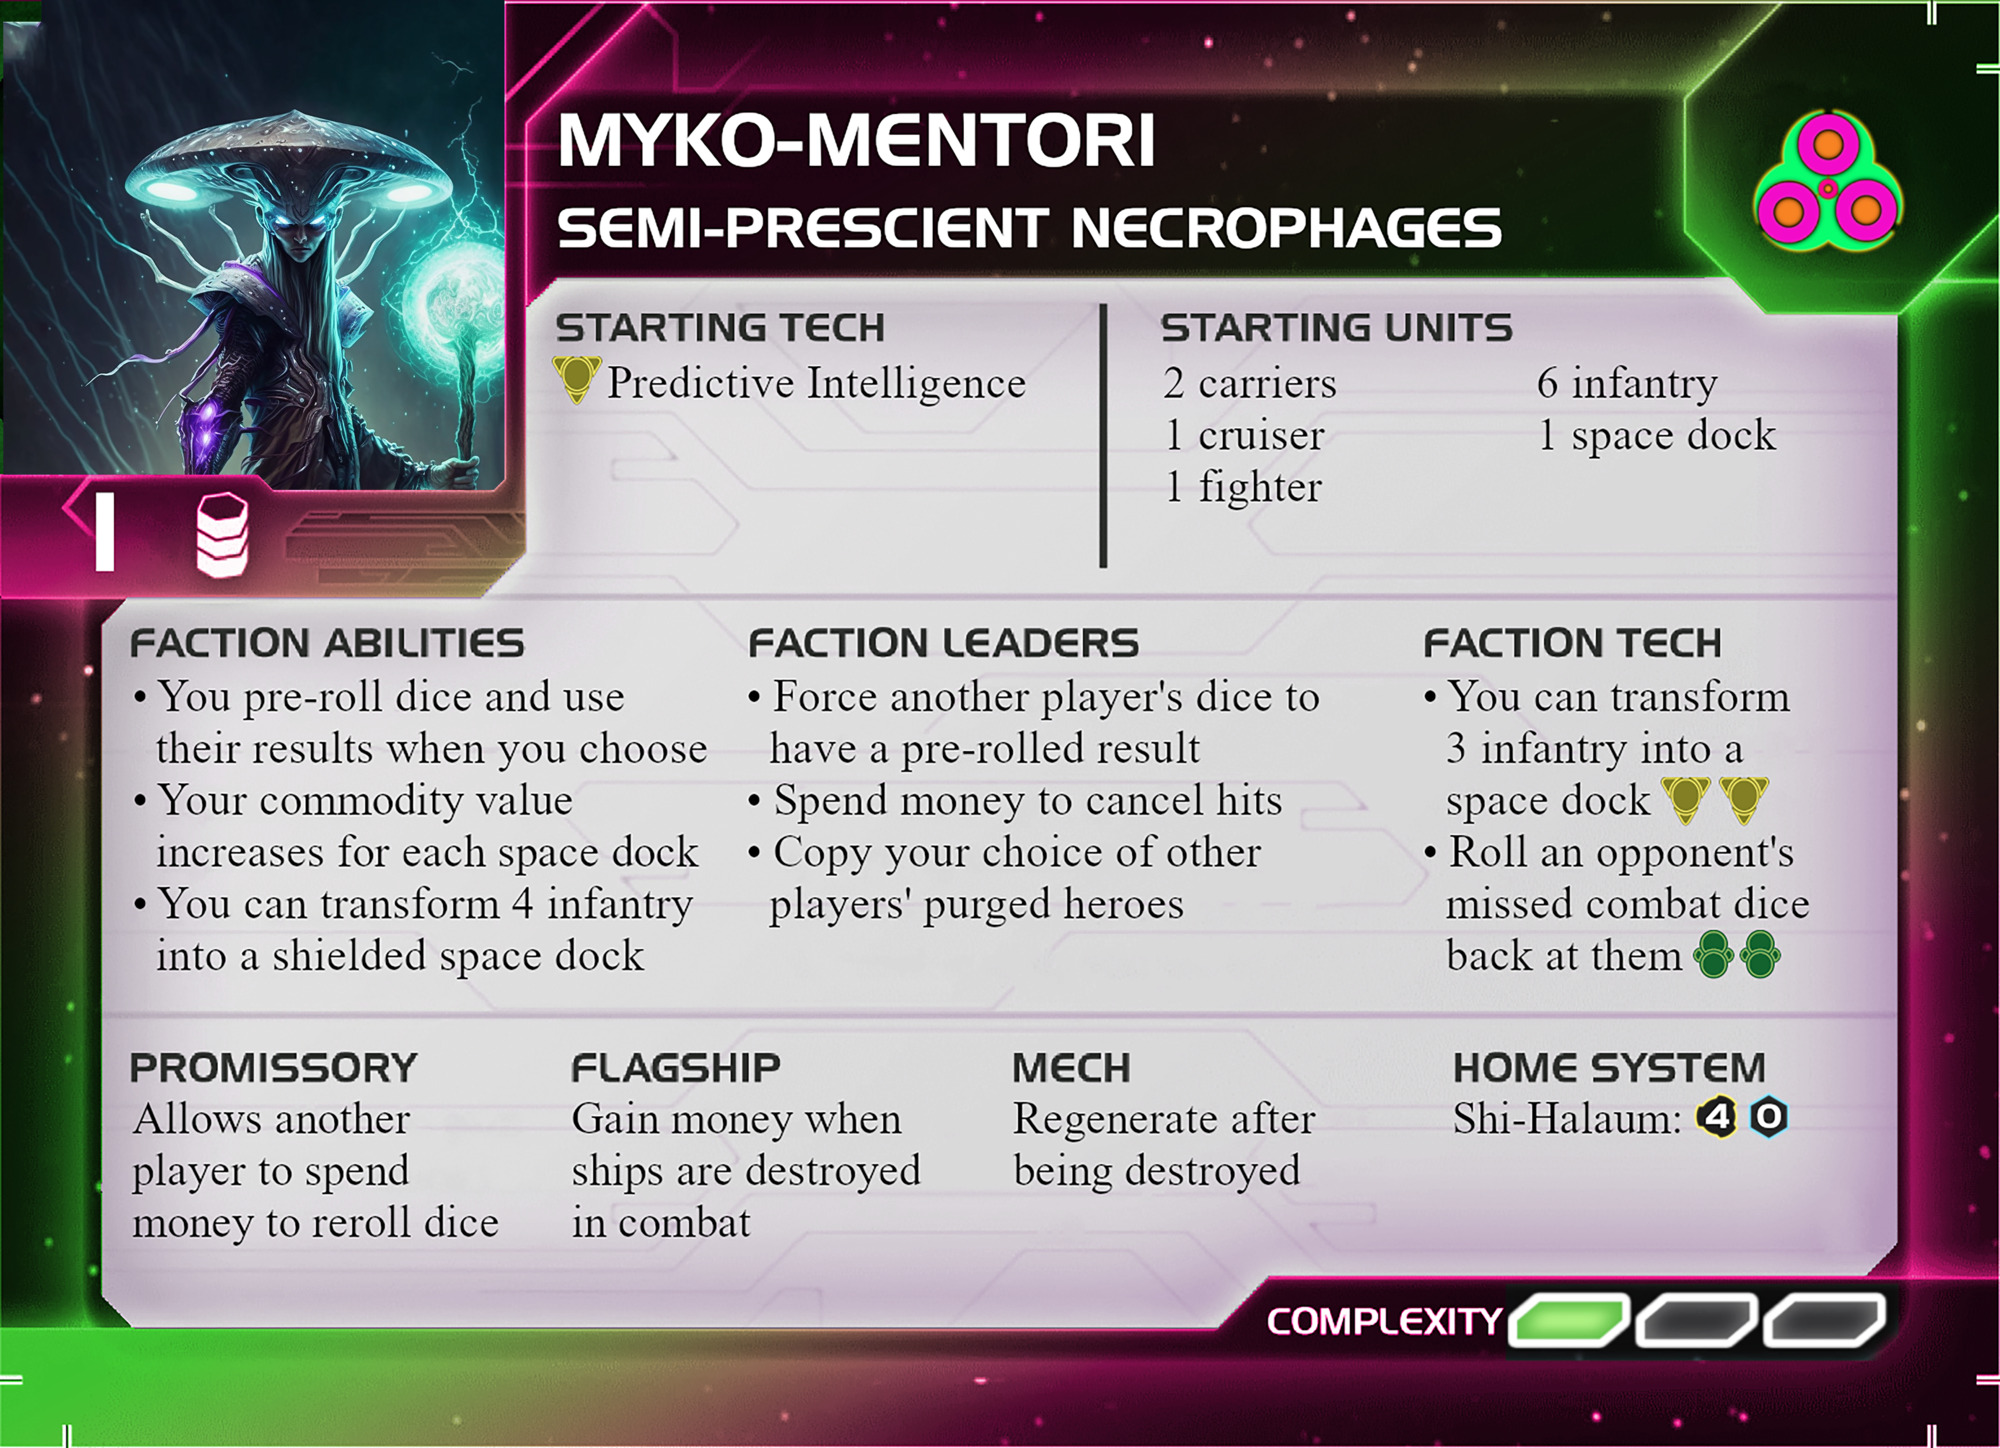 MYKO-MENTORI
SEMI-PRESCIENT NECROPHAGES
STARTING TECH
Predictive Intelligence
STARTING UNITS
2 carriers
1 cruiser
1 fighter
6 infantry
1 space dock
1
FACTION ABILITIES
• You pre-roll dice and use
their results when you choose
• Your commodity value
increases for each space dock
• You can transform 4 infantry
into a shielded space dock
FACTION LEADERS
• Force another player's dice to
have a pre-rolled result
• Spend money to cancel hits
• Copy your choice of other
players' purged heroes
FACTION TECH
• You can transform
3 infantry into a
space dock
• Roll an opponent's
missed combat dice
back at them
PROMISSORY
Allows another
player to spend
money to reroll dice
FLAGSHIP
Gain money when
ships are destroyed
in combat
MECH
Regenerate after
being destroyed
HOME SYSTEM
Shi-Halaum: 4 0
COMPLEXITY